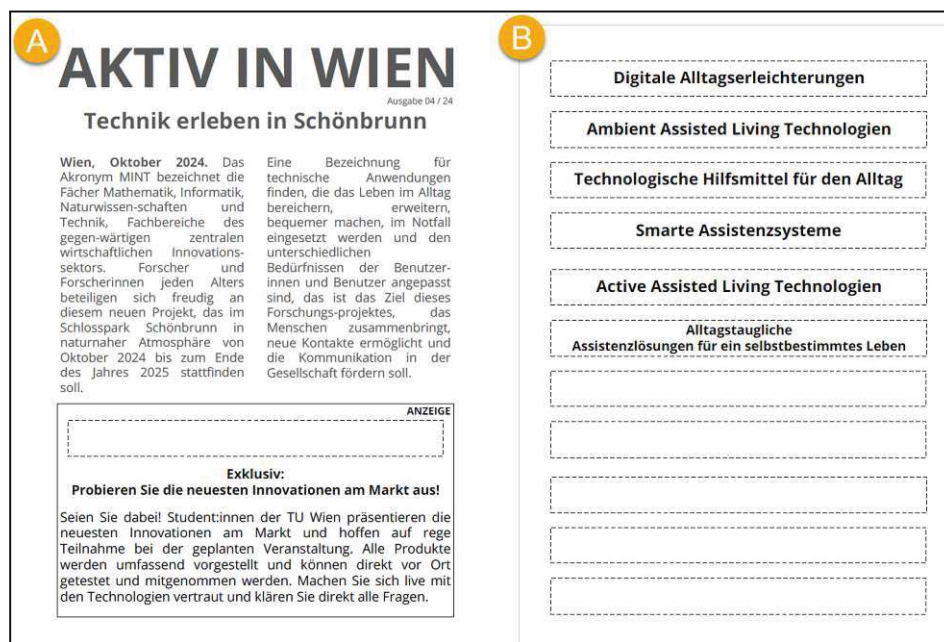 A
AKTIV IN WIEN
Ausgabe 04 / 24
Technik erleben in Schönbrunn
Wien, Oktober 2024. Das
Akronym MINT bezeichnet die
Fächer Mathematik, Informatik,
Naturwissen-schaften und
Technik, Fachbereiche des
gegen-wärtigen zentralen
wirtschaftlichen Innovations-
sektors. Forscher und
Forscherinnen jeden Alters
beteiligen sich freudig an
diesem neuen Projekt, das im
Schlosspark Schönbrunn in
naturnaher Atmosphäre von
Oktober 2024 bis zum Ende
des Jahres 2025 stattfinden
soll.
Eine Bezeichnung für
technische Anwendungen
finden, die das Leben im Alltag
bereichern, erweitern,
bequemer machen, im Notfall
eingesetzt werden und den
unterschiedlichen
Bedürfnissen der Benutzer-
innen und Benutzer angepasst
sind, das ist das Ziel dieses
Forschungs-projektes, das
Menschen zusammenbringt,
neue Kontakte ermöglicht und
die Kommunikation in der
Gesellschaft fördern soll.
ANZEIGE
Exklusiv:
Probieren Sie die neuesten Innovationen am Markt aus!
Seien Sie dabei! Student:innen der TU Wien präsentieren die
neuesten Innovationen am Markt und hoffen auf rege
Teilnahme bei der geplanten Veranstaltung. Alle Produkte
werden umfassend vorgestellt und können direkt vor Ort
getestet und mitgenommen werden. Machen Sie sich live mit
den Technologien vertraut und klären Sie direkt alle Fragen.
B
Digitale Alltagserleichterungen
Ambient Assisted Living Technologien
Technologische Hilfsmittel für den Alltag
Smarte Assistenzsysteme
Active Assisted Living Technologien
Alltagstaugliche
Assistenzlösungen für ein selbstbestimmtes Leben